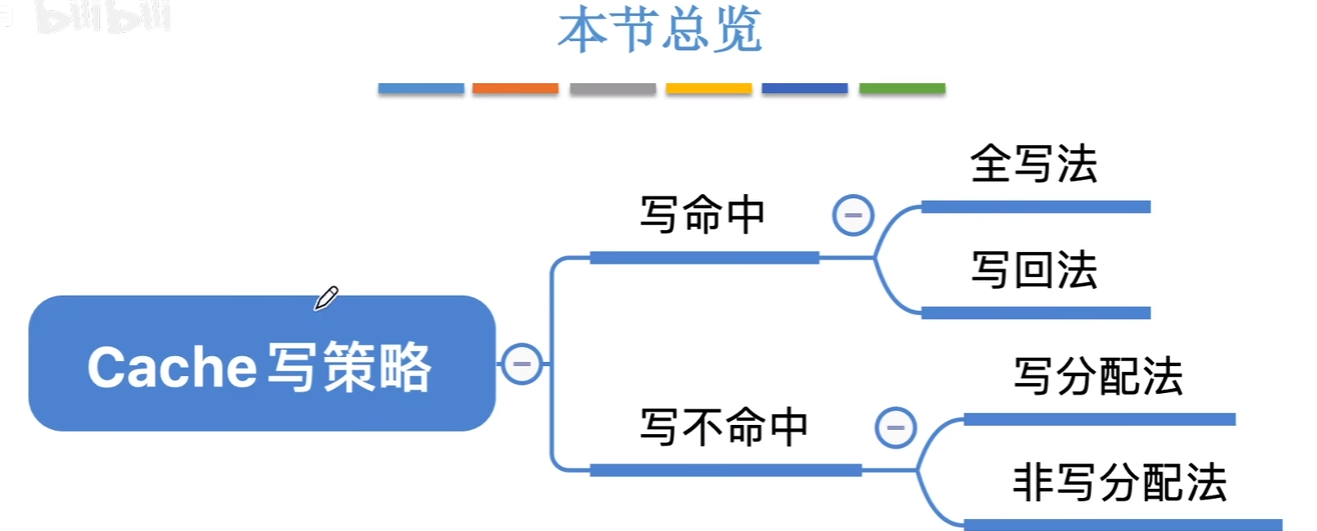 bilibili
本节总览
Cache写策略
写命中
全写法
写回法
写不命中
写分配法
非写分配法